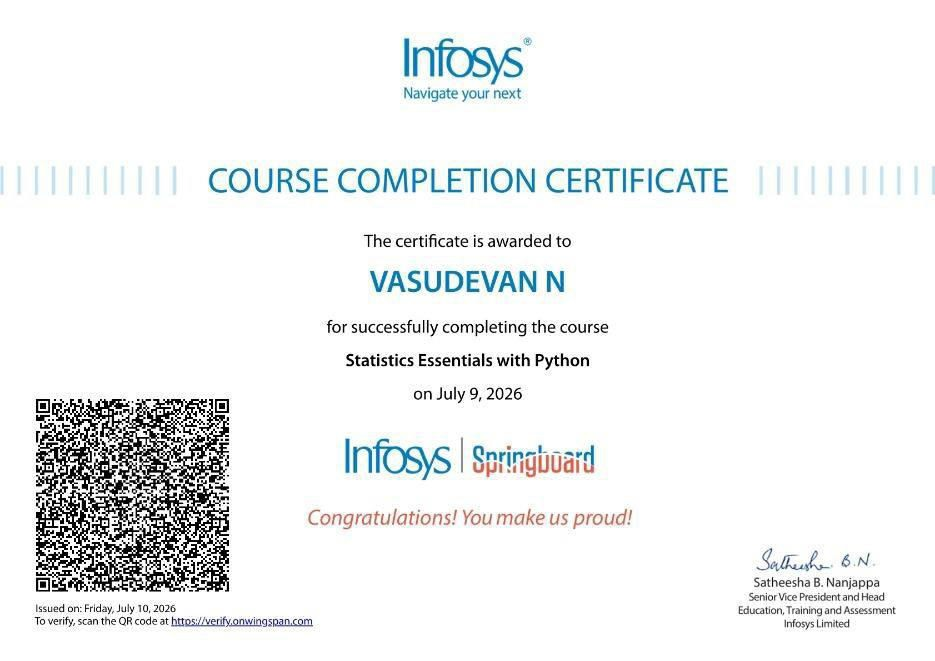 Infosys®
Navigate your next
COURSE COMPLETION CERTIFICATE
The certificate is awarded to
VASUDEVAN N
for successfully completing the course
Statistics Essentials with Python
on July 9, 2026
Infosys | Springboard
Congratulations! You make us proud!
Satheesha B.N.
Satheesha B. Nanjappa
Senior Vice President and Head
Education, Training and Assessment
Infosys Limited
Issued on: Friday, July 10, 2026
To verify, scan the QR code at https://verify.onwingspan.com